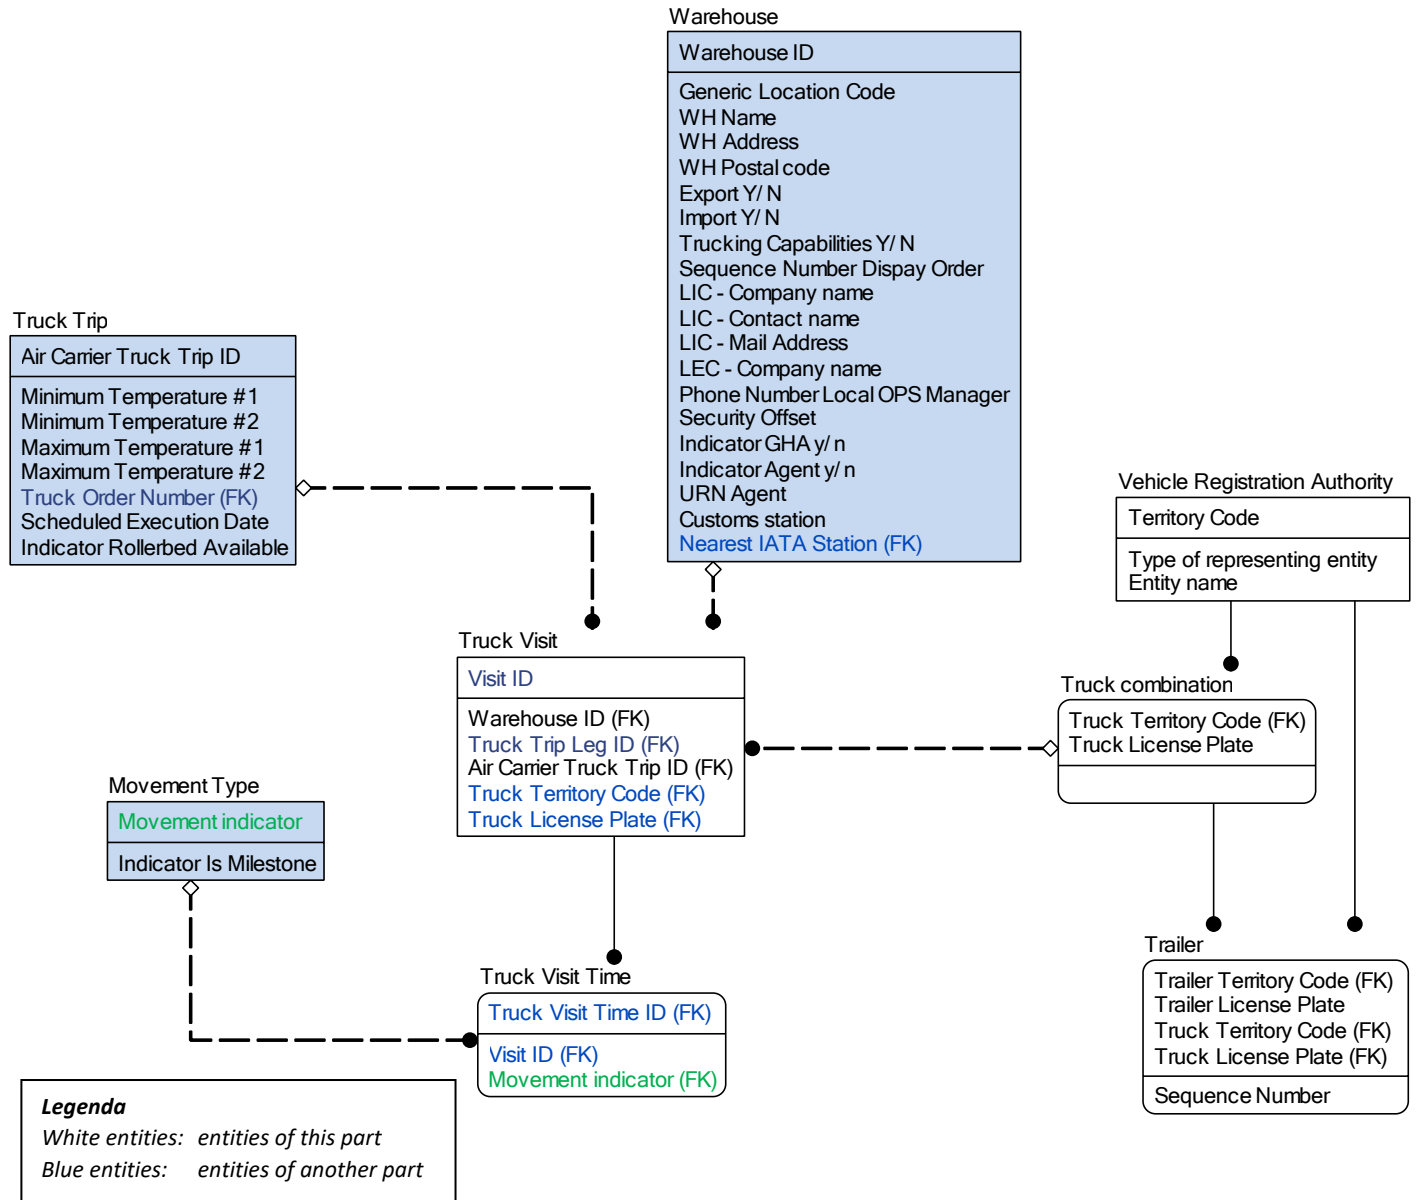 Warehouse
Warehouse ID
Generic Location Code
WH Name
WH Address
WH Postal code
Export Y/ N
Import Y/ N
Trucking Capabilities Y/ N
Sequence Number Dispay Order
LIC - Company name
LIC - Contact name
LIC - Mail Address
LEC - Company name
Phone Number Local OPS Manager
Security Offset
Indicator GHA y/ n
Indicator Agent y/ n
URN Agent
Customs station
Nearest IATA Station (FK)
Truck Trip
Air Carrier Truck Trip ID
Minimum Temperature #1
Minimum Temperature #2
Maximum Temperature #1
Maximum Temperature #2
Truck Order Number (FK)
Scheduled Execution Date
Indicator Rollerbed Available
Vehicle Registration Authority
Territory Code
Type of representing entity
Entity name
Truck Visit
Visit ID
Warehouse ID (FK)
Truck Trip Leg ID (FK)
Air Carrier Truck Trip ID (FK)
Truck Territory Code (FK)
Truck License Plate (FK)
Truck combination
Truck Territory Code (FK)
Truck License Plate
Movement Type
Movement indicator
Indicator Is Milestone
Truck Visit Time
Truck Visit Time ID (FK)
Visit ID (FK)
Movement indicator (FK)
Trailer
Trailer Territory Code (FK)
Trailer License Plate
Truck Territory Code (FK)
Truck License Plate (FK)
Sequence Number
Legenda
White entities: entities of this part
Blue entities: entities of another part